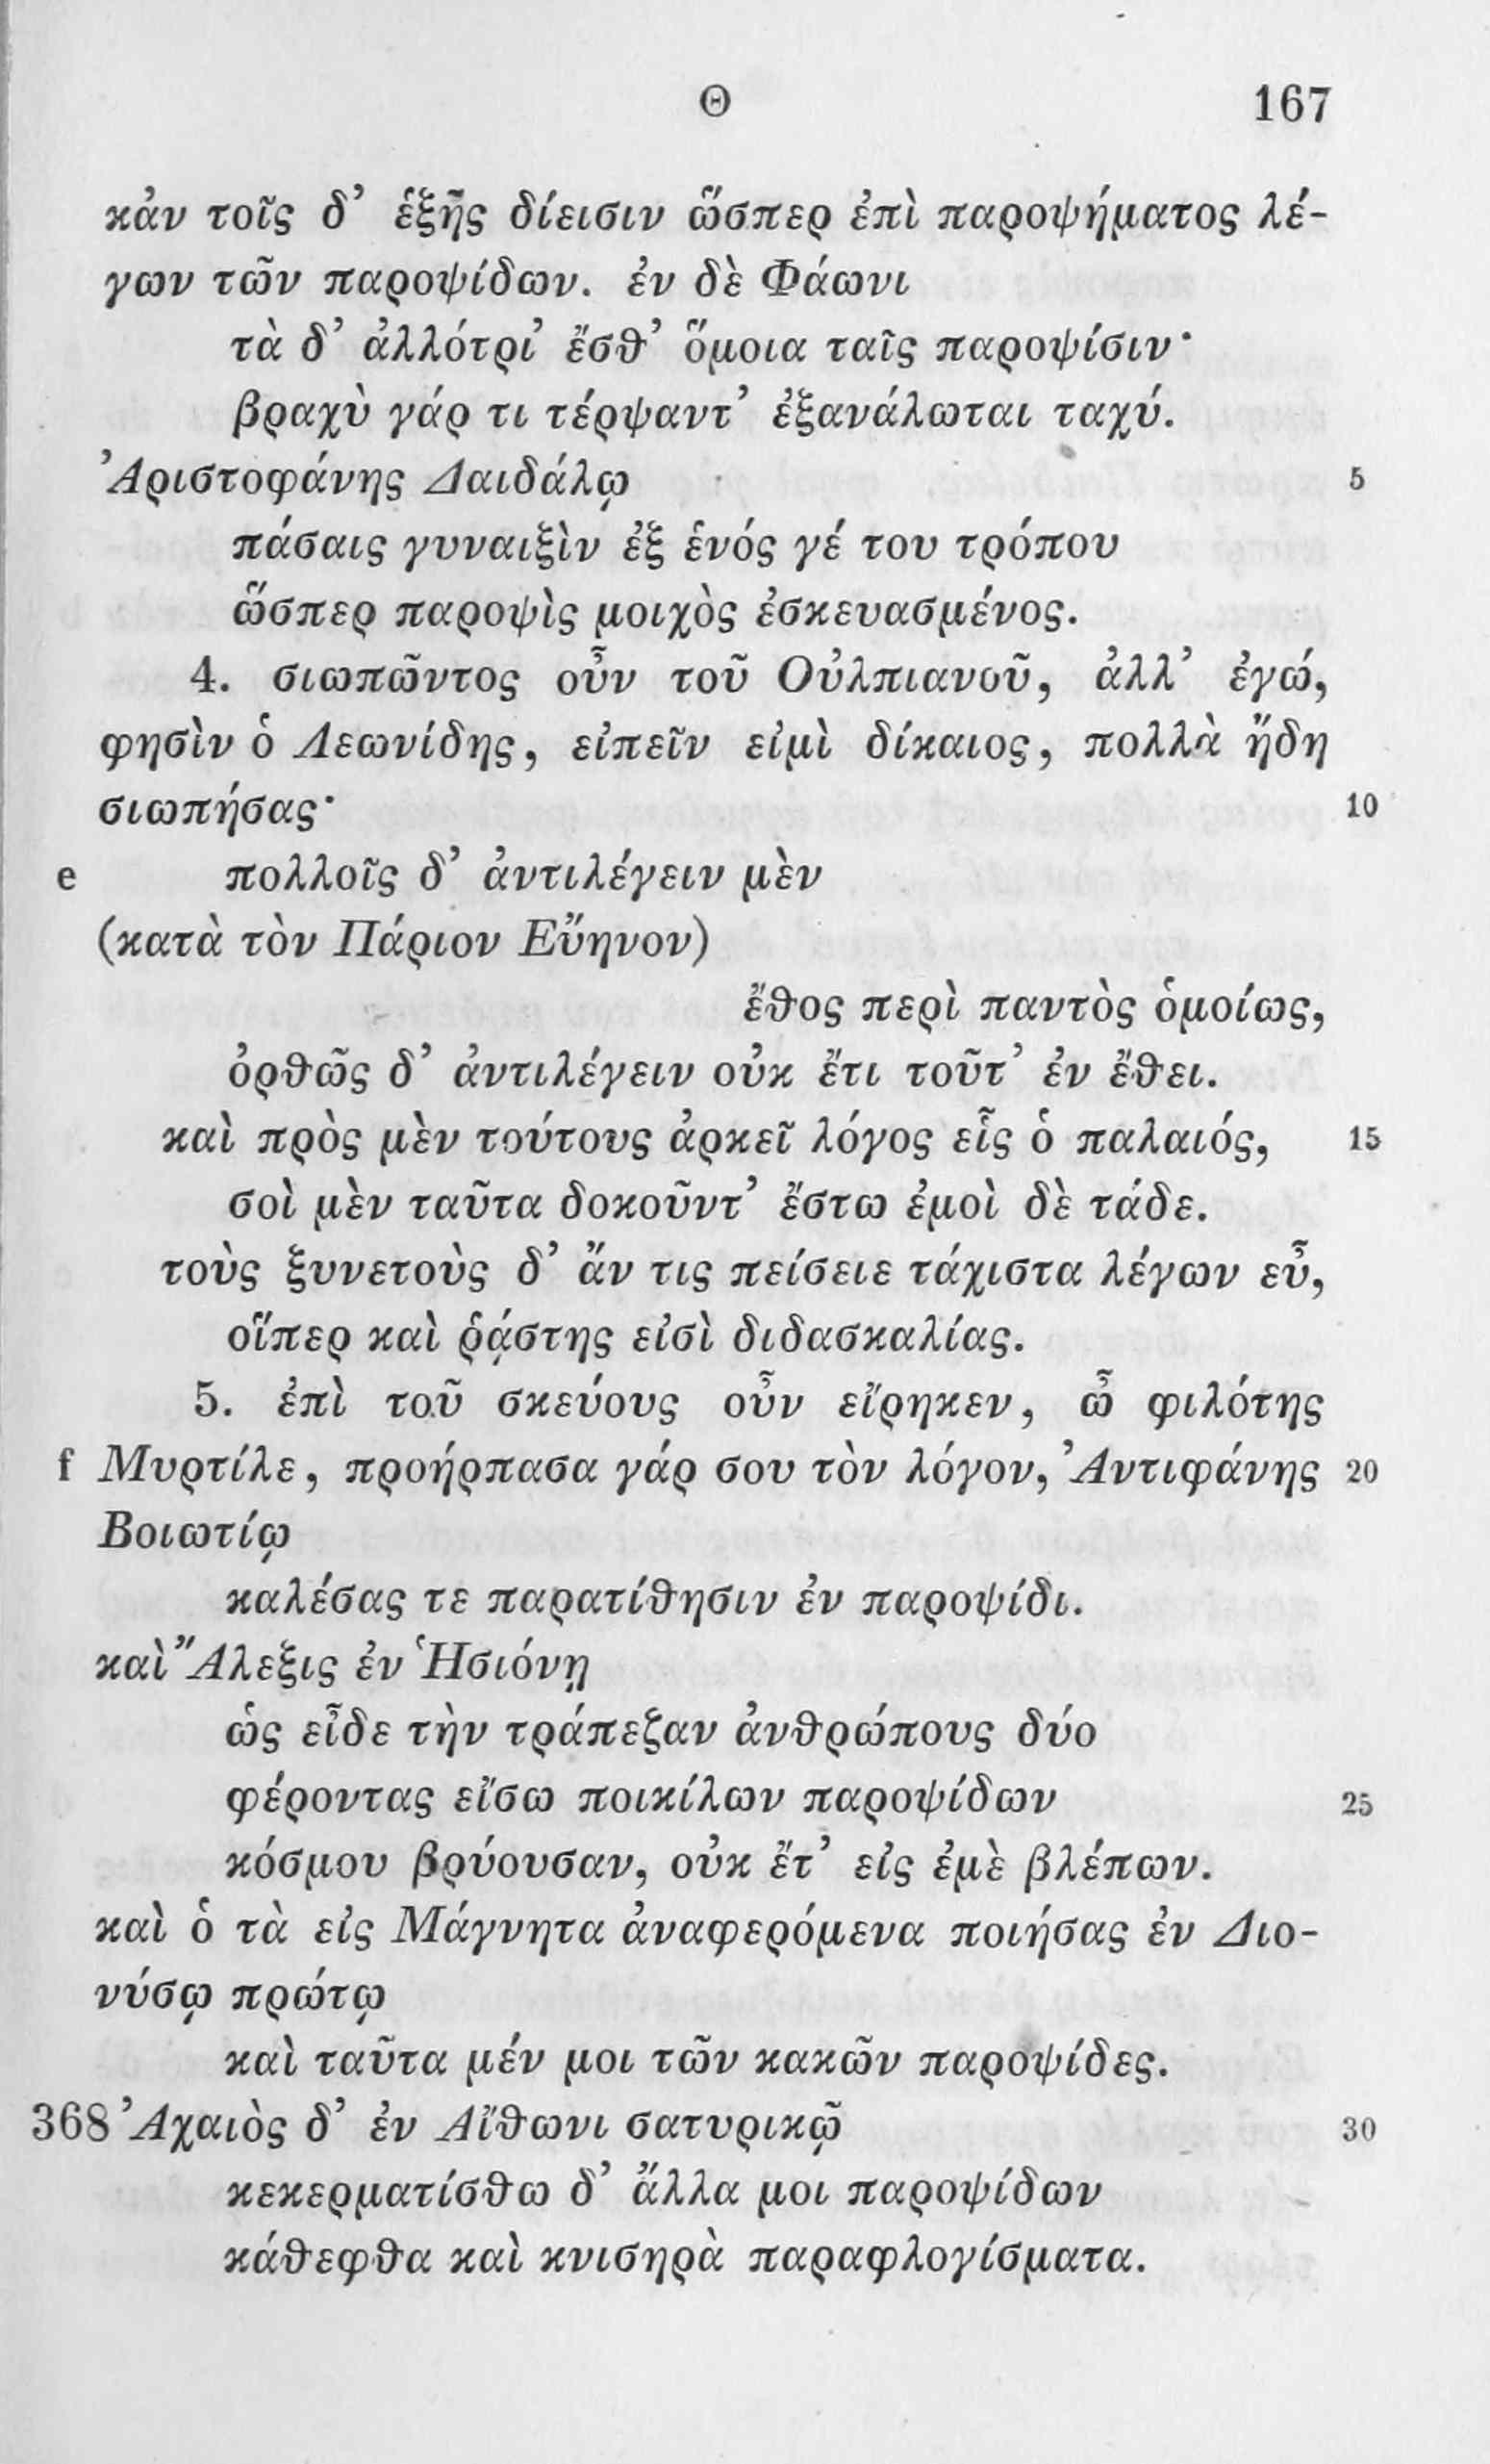 Θ 167
κἀν τοῖς δ’ ἑξῆς δίεισιν ὥσπερ ἐπὶ παροψήματος λέ-
γων τῶν παροψίδων. ἐν δὲ Φάωνι
τὰ δ’ ἀλλότρι’ ἔσθ’ ὅμοια ταῖς παροψίσιν·
βραχὺ γάρ τι τέρψαντ’ ἐξανάλωται ταχύ.
Ἀριστοφάνης Δαιδάλῳ 5
πάσαις γυναιξὶν ἐξ ἑνός γέ του τρόπου
ὥσπερ παροψὶς μοιχὸς ἐσκευασμένος.
4. σιωπῶντος οὖν τοῦ Οὐλπιανοῦ, ἀλλ’ ἐγώ,
φησὶν ὁ Λεωνίδης, εἰπεῖν εἰμὶ δίκαιος, πολλὰ ἤδη
σιωπήσας· 10
e πολλοῖς δ’ ἀντιλέγειν μὲν
(κατὰ τὸν Πάριον Εὔηνον)
ἔθος περὶ παντὸς ὁμοίως,
ὀρθῶς δ’ ἀντιλέγειν οὐκ ἔτι τοῦτ’ ἐν ἔθει.
καὶ πρὸς μὲν τούτους ἀρκεῖ λόγος εἷς ὁ παλαιός, 15
σοὶ μὲν ταῦτα δοκοῦντ’ ἔστω ἐμοὶ δὲ τάδε.
τοὺς ξυνετοὺς δ’ ἄν τις πείσειε τάχιστα λέγων εὖ,
οἵπερ καὶ ῥᾴστης εἰσὶ διδασκαλίας.
5. ἐπὶ τοῦ σκεύους οὖν εἴρηκεν, ὦ φιλότης
f Μυρτίλε, προήρπασα γάρ σου τὸν λόγον, Ἀντιφάνης 20
Βοιωτίῳ
καλέσας τε παρατίθησιν ἐν παροψίδι.
καὶ Ἄλεξις ἐν Ἡσιόνῃ
ὡς εἶδε τὴν τράπεζαν ἀνθρώπους δύο
φέροντας εἴσω ποικίλων παροψίδων 25
κόσμου βρύουσαν, οὐκ ἔτ’ εἰς ἐμὲ βλέπων.
καὶ ὁ τὰ εἰς Μάγνητα ἀναφερόμενα ποιήσας ἐν Διο-
νύσῳ πρώτῳ
καὶ ταῦτα μέν μοι τῶν κακῶν παροψίδες.
368 Ἀχαιὸς δ’ ἐν Αἴθωνι σατυρικῷ 30
κεκερματίσθω δ’ ἄλλα μοι παροψίδων
κάθεφθα καὶ κνισηρὰ παραφλογίσματα.